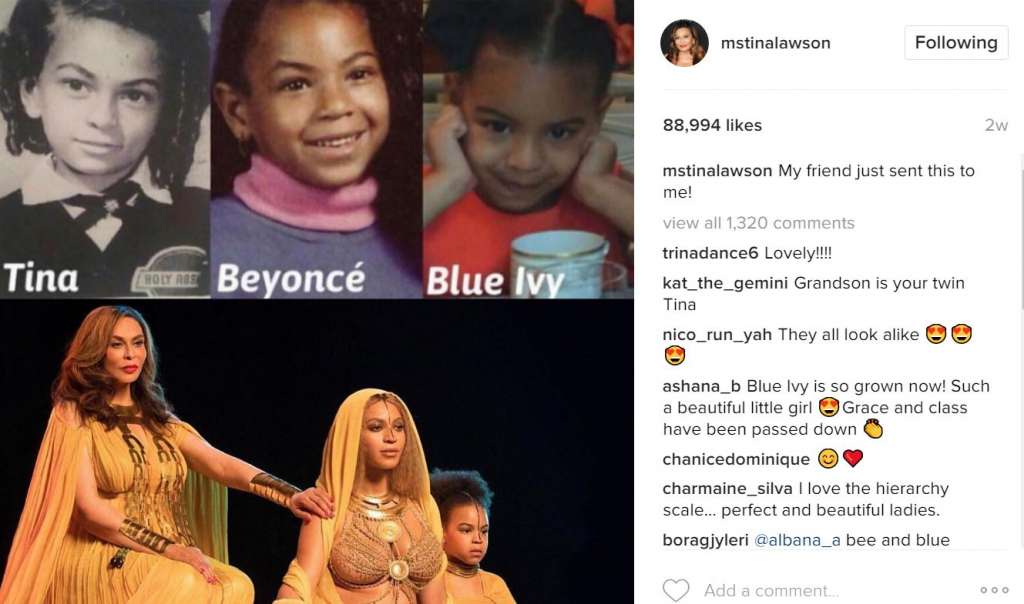 Tina
HOLY ROS
Beyoncé
Blue Ivy
mstinalawson
Following
88,994 likes
2w
mstinalawson My friend just sent this to
me!
view all 1,320 comments
trinadance6 Lovely!!!!
kat_the_gemini Grandson is your twin
Tina
nico_run_yah They all look alike 😍😍
😍
ashana_b Blue Ivy is so grown now! Such
a beautiful little girl 😍Grace and class
have been passed down 👏
chanicedominique 😊❤️
charmaine_silva I love the hierarchy
scale... perfect and beautiful ladies.
boragjyleri @albana_a bee and blue
Add a comment...